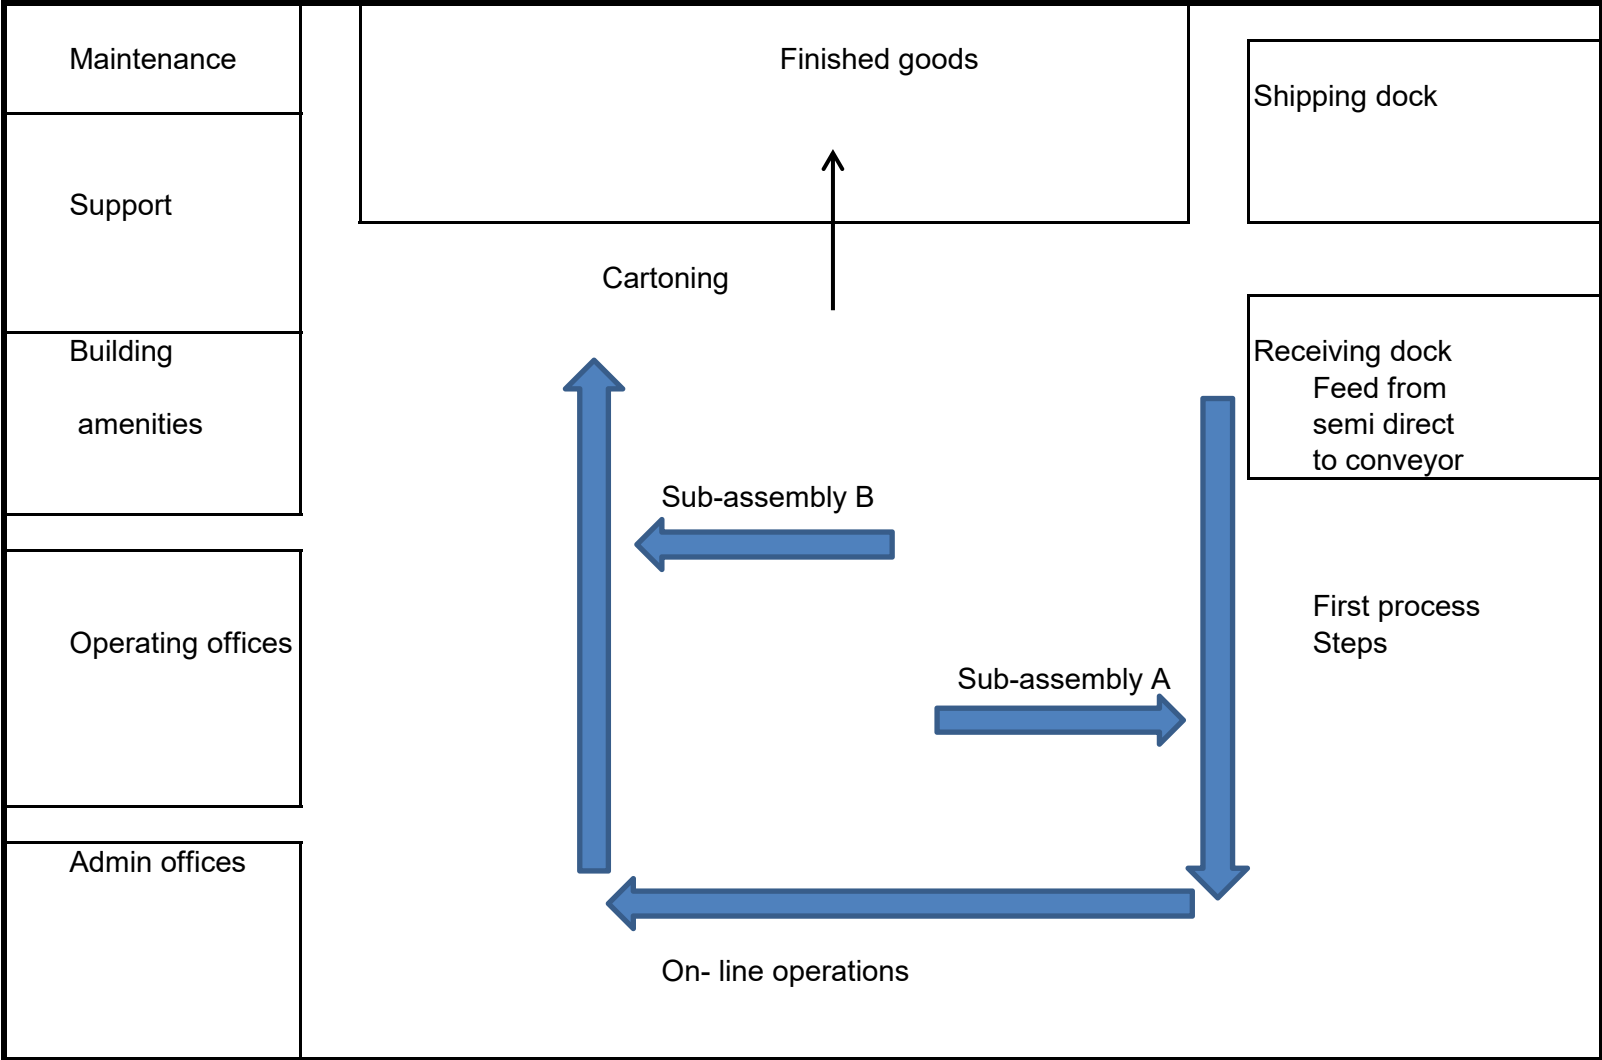 Maintenance
Finished goods
Shipping dock
Support
Cartoning
Building
amenities
Receiving dock
Feed from
semi direct
to conveyor
Sub-assembly B
First process
Steps
Operating offices
Sub-assembly A
Admin offices
On- line operations